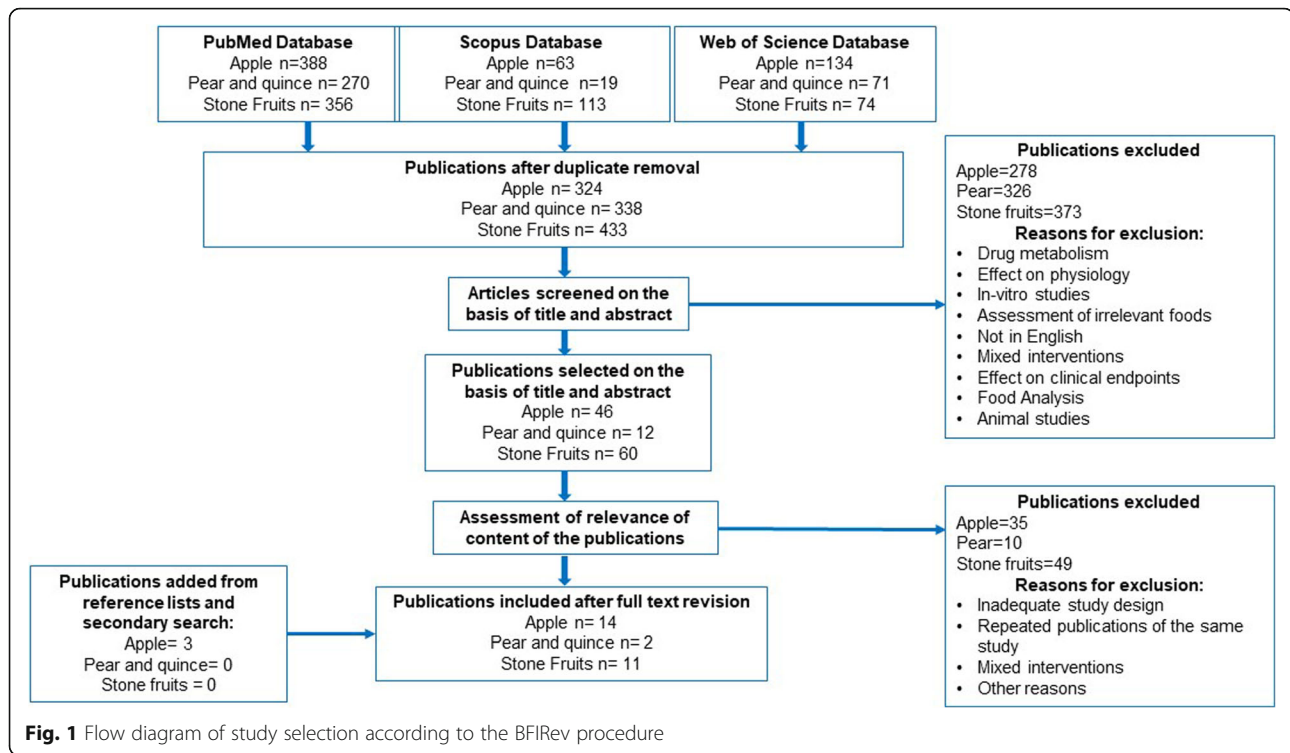 PubMed Database
Apple n=388
Pear and quince n= 270
Stone Fruits n= 356
Scopus Database
Apple n=63
Pear and quince n=19
Stone Fruits n= 113
Web of Science Database
Apple n=134
Pear and quince n= 71
Stone Fruits n= 74
Publications after duplicate removal
Apple n= 324
Pear and quince n= 338
Stone Fruits n= 433
Articles screened on the
basis of title and abstract
Publications excluded
Apple=278
Pear=326
Stone fruits=373
Reasons for exclusion:
• Drug metabolism
• Effect on physiology
• In-vitro studies
• Assessment of irrelevant foods
• Not in English
• Mixed interventions
• Effect on clinical endpoints
• Food Analysis
• Animal studies
Publications selected on the
basis of title and abstract
Apple n= 46
Pear and quince n= 12
Stone Fruits n= 60
Assessment of relevance of
content of the publications
Publications excluded
Apple=35
Pear=10
Stone fruits=49
Reasons for exclusion:
• Inadequate study design
• Repeated publications of the same
study
• Mixed interventions
• Other reasons
Publications added from
reference lists and
secondary search:
Apple= 3
Pear and quince= 0
Stone fruits = 0
Publications included after full text revision
Apple n= 14
Pear and quince n= 2
Stone Fruits n= 11
Fig. 1 Flow diagram of study selection according to the BFIRev procedure